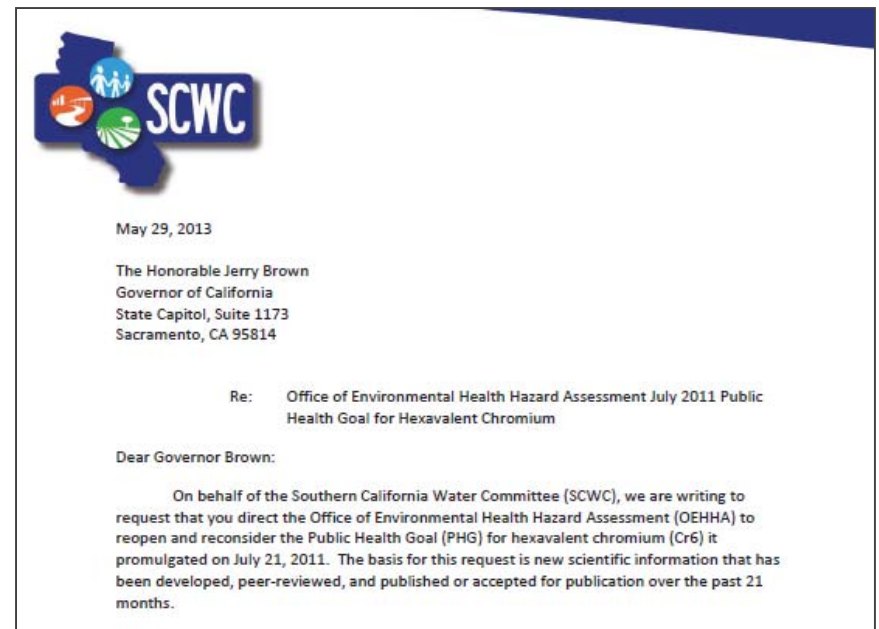 SCWC
May 29, 2013
The Honorable Jerry Brown
Governor of California
State Capitol, Suite 1173
Sacramento, CA 95814
Re: Office of Environmental Health Hazard Assessment July 2011 Public
Health Goal for Hexavalent Chromium
Dear Governor Brown:
On behalf of the Southern California Water Committee (SCWC), we are writing to
request that you direct the Office of Environmental Health Hazard Assessment (OEHHA) to
reopen and reconsider the Public Health Goal (PHG) for hexavalent chromium (Cr6) it
promulgated on July 21, 2011. The basis for this request is new scientific information that has
been developed, peer-reviewed, and published or accepted for publication over the past 21
months.